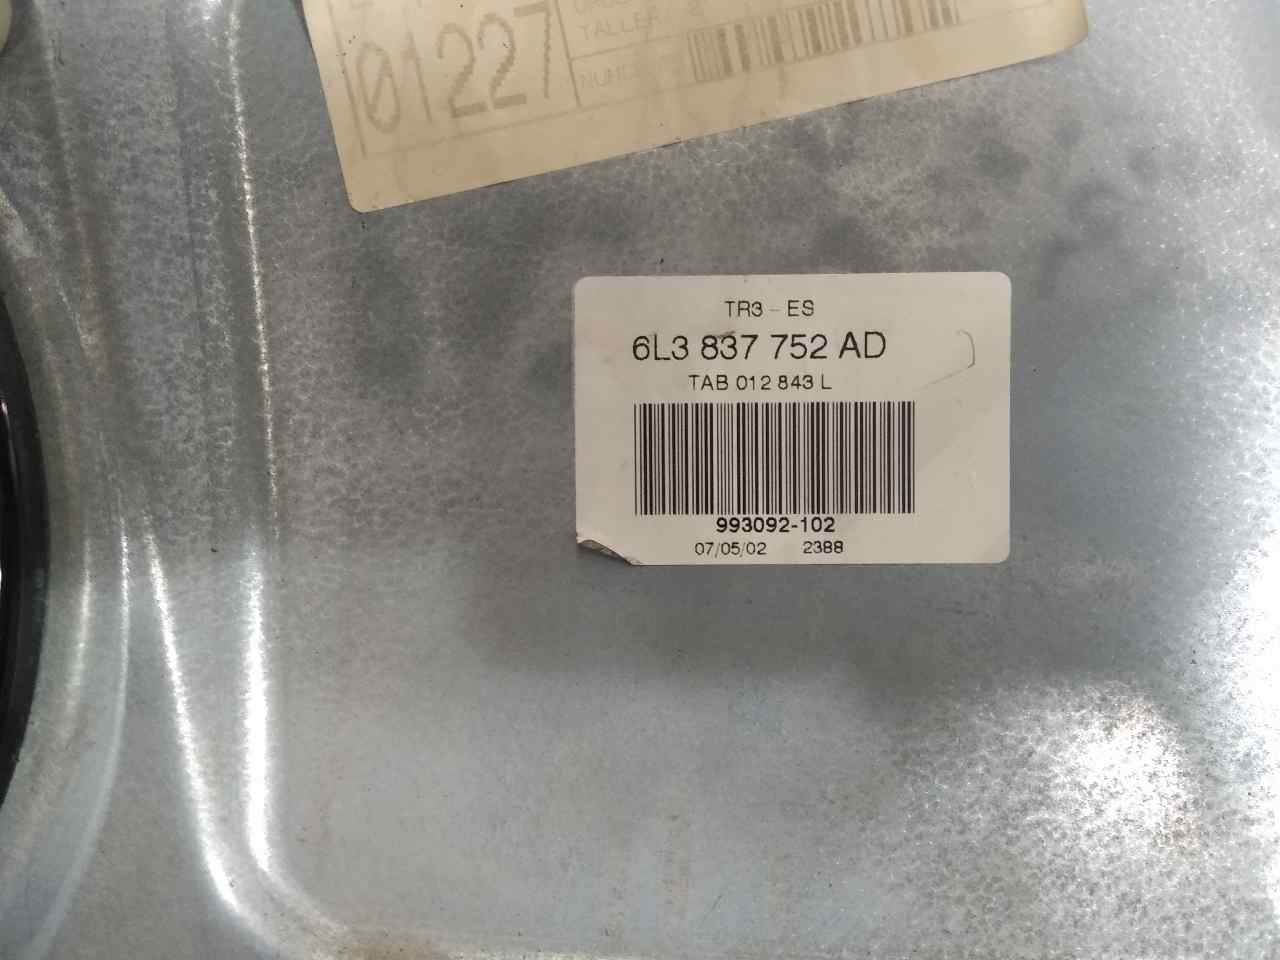 01227
TALLER
TR3 - ES
6L3 837 752 AD
TAB 012 843 L
993092-102
07/05/02 2388